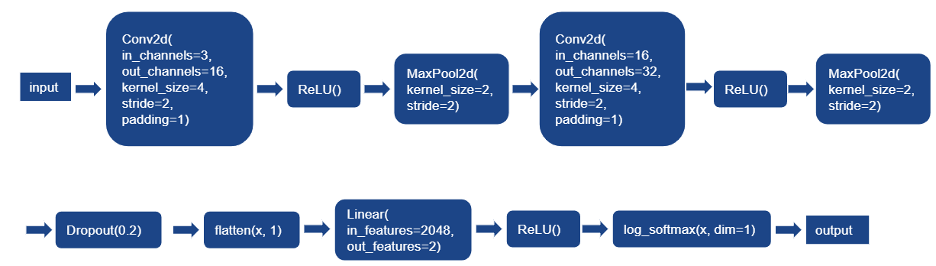 input
Conv2d(
in_channels=3,
out_channels=16,
kernel_size=4,
stride=2,
padding=1)
ReLU()
MaxPool2d(
kernel_size=2,
stride=2)
Conv2d(
in_channels=16,
out_channels=32,
kernel_size=4,
stride=2,
padding=1)
ReLU()
MaxPool2d(
kernel_size=2,
stride=2)
Dropout(0.2)
flatten(x, 1)
Linear(
in_features=2048,
out_features=2)
ReLU()
log_softmax(x, dim=1)
output